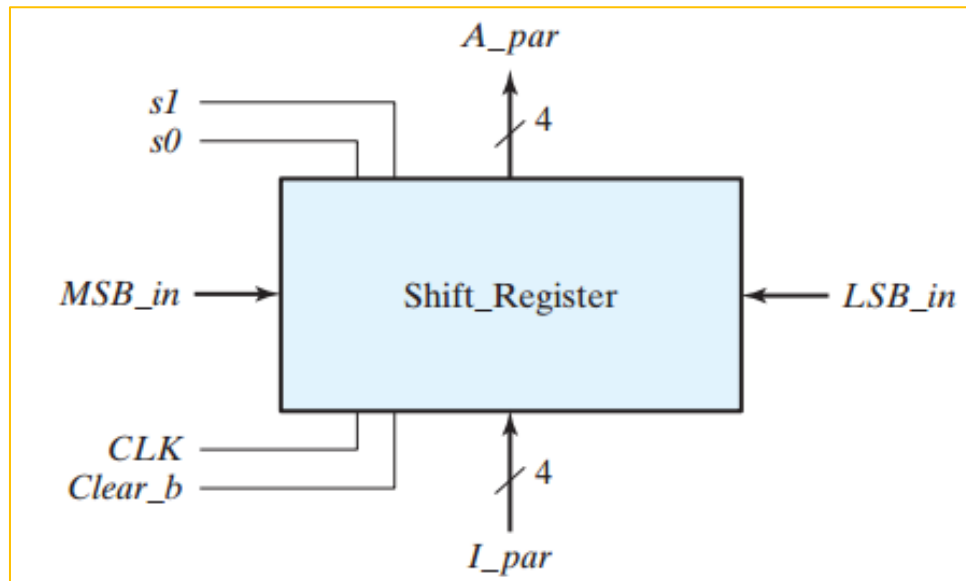 A_par
s1
4
s0
MSB_in
Shift_Register
LSB_in
CLK
4
Clear_b
I_par